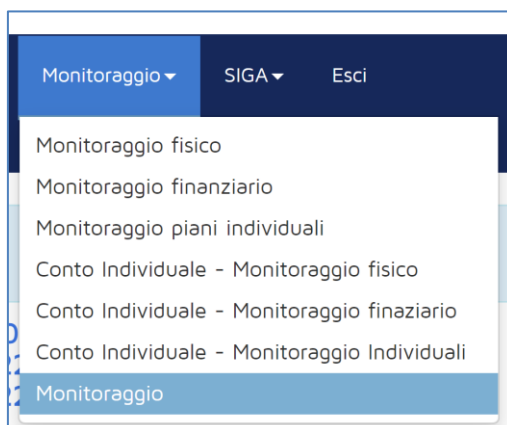 Monitoraggio SIGA Esci
Monitoraggio fisico
Monitoraggio finanziario
Monitoraggio piani individuali
Conto Individuale - Monitoraggio fisico
Conto Individuale - Monitoraggio finaziario
Conto Individuale - Monitoraggio Individuali
Monitoraggio